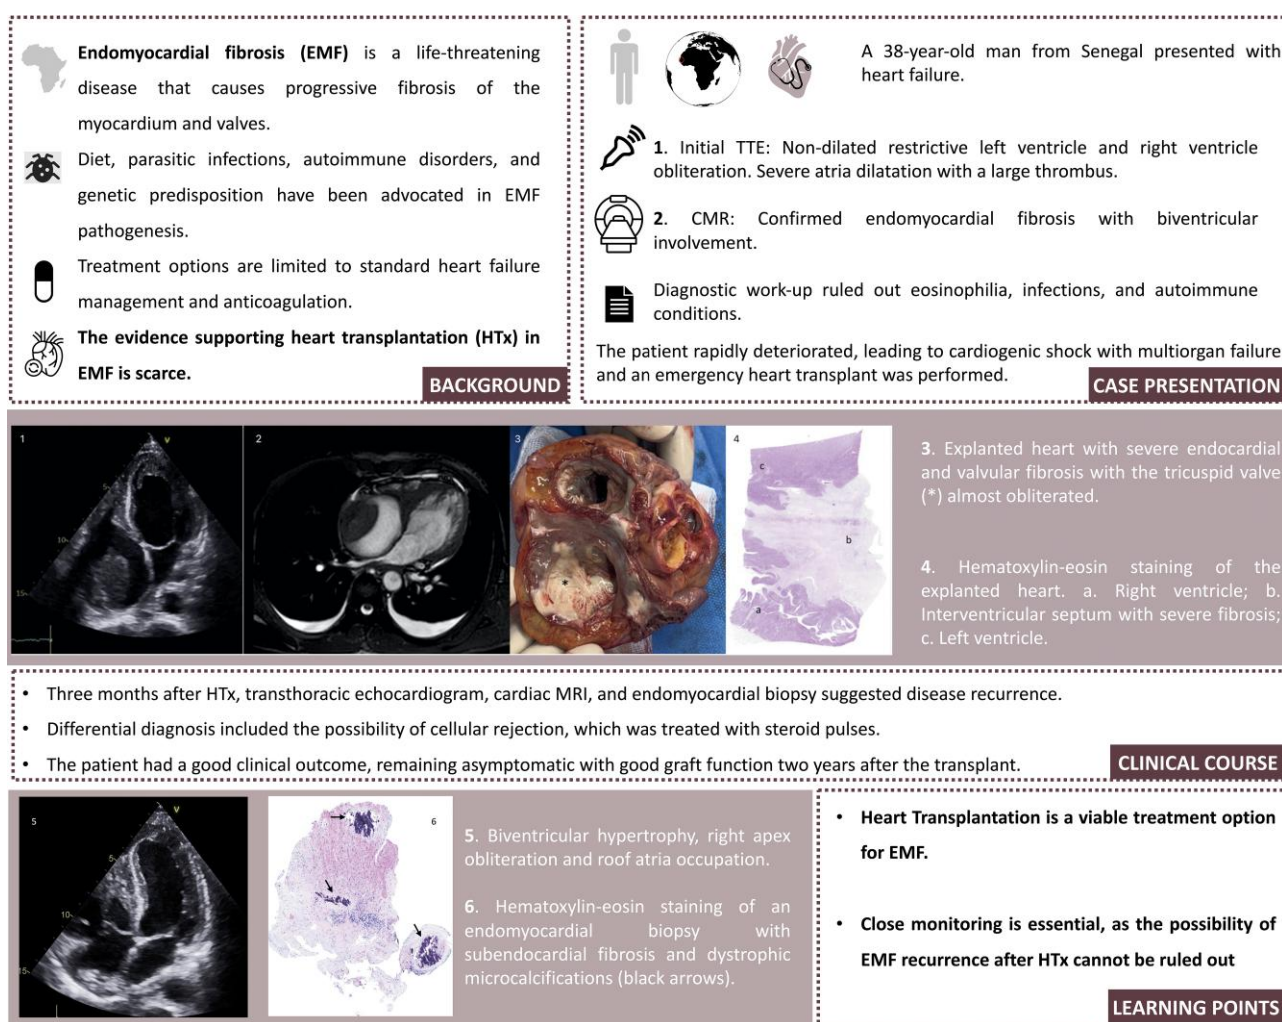 Endomyocardial fibrosis (EMF) is a life-threatening
disease that causes progressive fibrosis of the
myocardium and valves.
Diet, parasitic infections, autoimmune disorders, and
genetic predisposition have been advocated in EMF
pathogenesis.
Treatment options are limited to standard heart failure
management and anticoagulation.
The evidence supporting heart transplantation (HTx) in
EMF is scarce.
BACKGROUND
A 38-year-old man from Senegal presented with
heart failure.
1. Initial TTE: Non-dilated restrictive left ventricle and right ventricle
obliteration. Severe atria dilatation with a large thrombus.
2. CMR: Confirmed endomyocardial fibrosis with biventricular
involvement.
Diagnostic work-up ruled out eosinophilia, infections, and autoimmune
conditions.
The patient rapidly deteriorated, leading to cardiogenic shock with multiorgan failure
and an emergency heart transplant was performed.
CASE PRESENTATION
1
V
5
10
15
2
3
*
4
c
b
a
3. Explanted heart with severe endocardial
and valvular fibrosis with the tricuspid valve
(*) almost obliterated.
4. Hematoxylin-eosin staining of the
explanted heart. a. Right ventricle; b.
Interventricular septum with severe fibrosis;
c. Left ventricle.
• Three months after HTx, transthoracic echocardiogram, cardiac MRI, and endomyocardial biopsy suggested disease recurrence.
• Differential diagnosis included the possibility of cellular rejection, which was treated with steroid pulses.
• The patient had a good clinical outcome, remaining asymptomatic with good graft function two years after the transplant.
CLINICAL COURSE
5
V
5
10
15
6
5. Biventricular hypertrophy, right apex
obliteration and roof atria occupation.
6. Hematoxylin-eosin staining of an
endomyocardial biopsy with
subendocardial fibrosis and dystrophic
microcalcifications (black arrows).
• Heart Transplantation is a viable treatment option
for EMF.
• Close monitoring is essential, as the possibility of
EMF recurrence after HTx cannot be ruled out
LEARNING POINTS